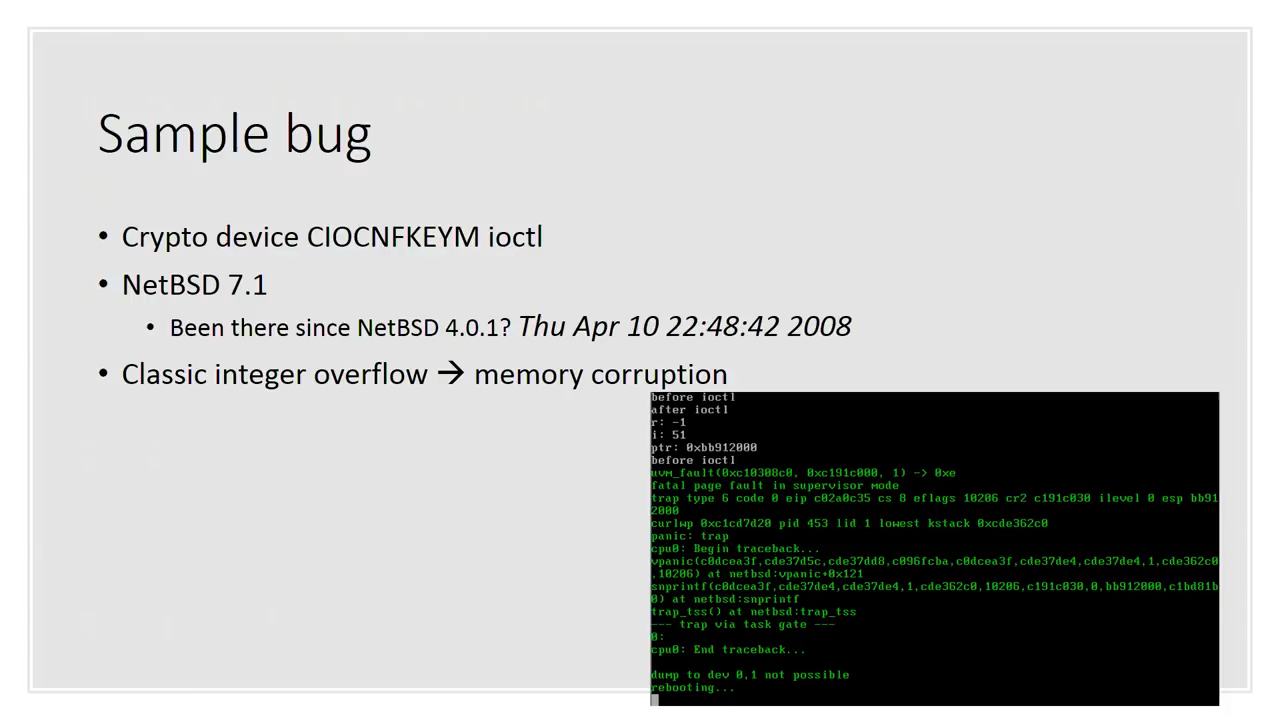 Sample bug
• Crypto device CIOCNFKEYM ioctl
• NetBSD 7.1
• Been there since NetBSD 4.0.1? Thu Apr 10 22:48:42 2008
• Classic integer overflow → memory corruption
before ioctl
after ioctl
r: -1
i: 51
ptr: 0xbb912000
before ioctl
uvm_fault(0xc10308c0, 0xc191c000, 1) -> 0xe
fatal page fault in supervisor mode
trap type 6 code 0 eip c02a0c35 cs 8 eflags 10206 cr2 c191c030 ilevel 0 esp bb91
2000
curlwp 0xc1cd7d20 pid 453 lid 1 lowest kstack 0xcde362c0
panic: trap
cpu0: Begin traceback...
vpanic(c0dcea3f,cde37d5c,cde37dd8,c096fcba,c0dcea3f,cde37de4,cde37de4,1,cde362c0
,10206) at netbsd:vpanic+0x121
snprintf(c0dcea3f,cde37de4,cde37de4,1,cde362c0,10206,c191c030,0,bb912000,c1bd81b
0) at netbsd:snprintf
trap_tss() at netbsd:trap_tss
--- trap via task gate ---
0:
cpu0: End traceback...
dump to dev 0,1 not possible
rebooting...